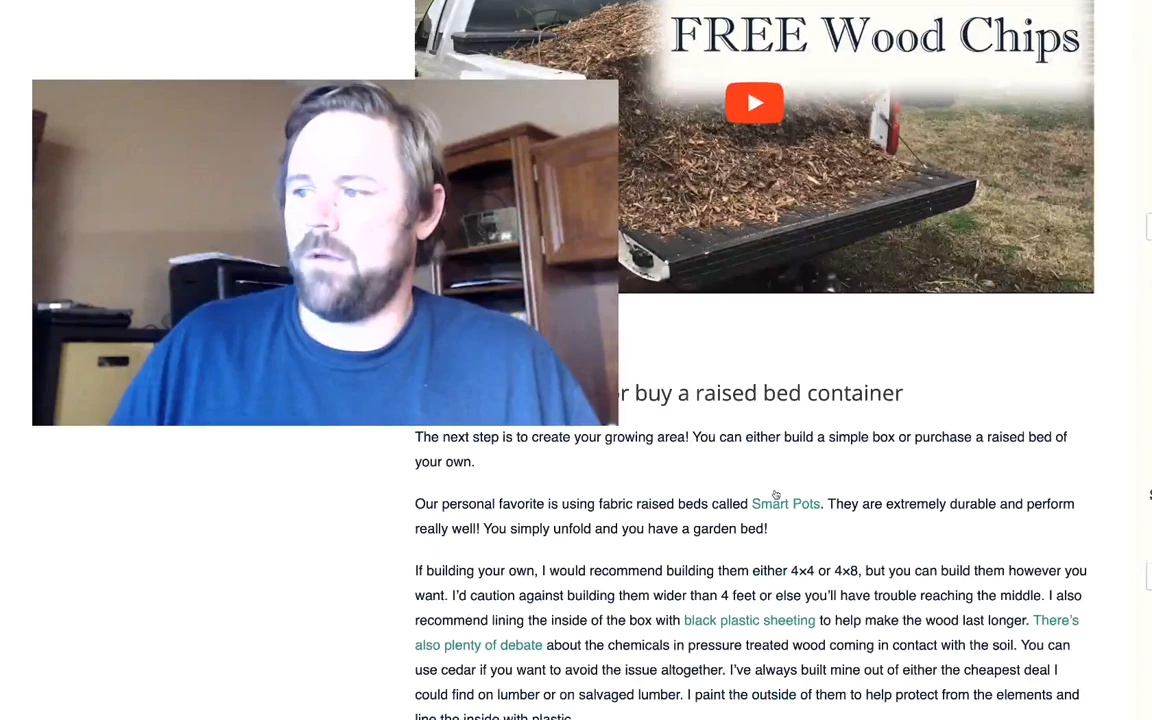 FREE Wood Chips
r buy a raised bed container
The next step is to create your growing area! You can either build a simple box or purchase a raised bed of
your own.
Our personal favorite is using fabric raised beds called Smart Pots. They are extremely durable and perform
really well! You simply unfold and you have a garden bed!
If building your own, I would recommend building them either 4×4 or 4×8, but you can build them however you
want. I’d caution against building them wider than 4 feet or else you’ll have trouble reaching the middle. I also
recommend lining the inside of the box with black plastic sheeting to help make the wood last longer. There’s
also plenty of debate about the chemicals in pressure treated wood coming in contact with the soil. You can
use cedar if you want to avoid the issue altogether. I’ve always built mine out of either the cheapest deal I
could find on lumber or on salvaged lumber. I paint the outside of them to help protect from the elements and
line the inside with plastic.